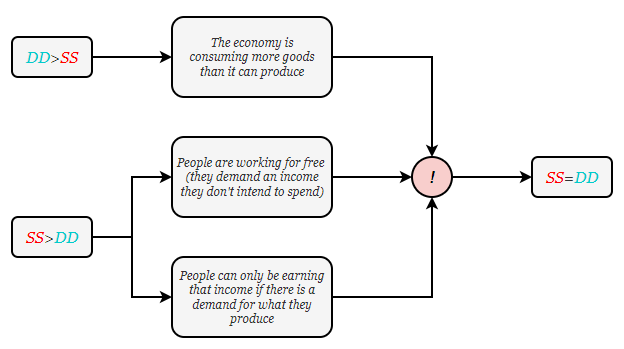 DD>SS
The economy is
consuming more goods
than it can produce
People are working for free
(they demand an income
they don't intend to spend)
!
SS=DD
SS>DD
People can only be earning
that income if there is a
demand for what they
produce